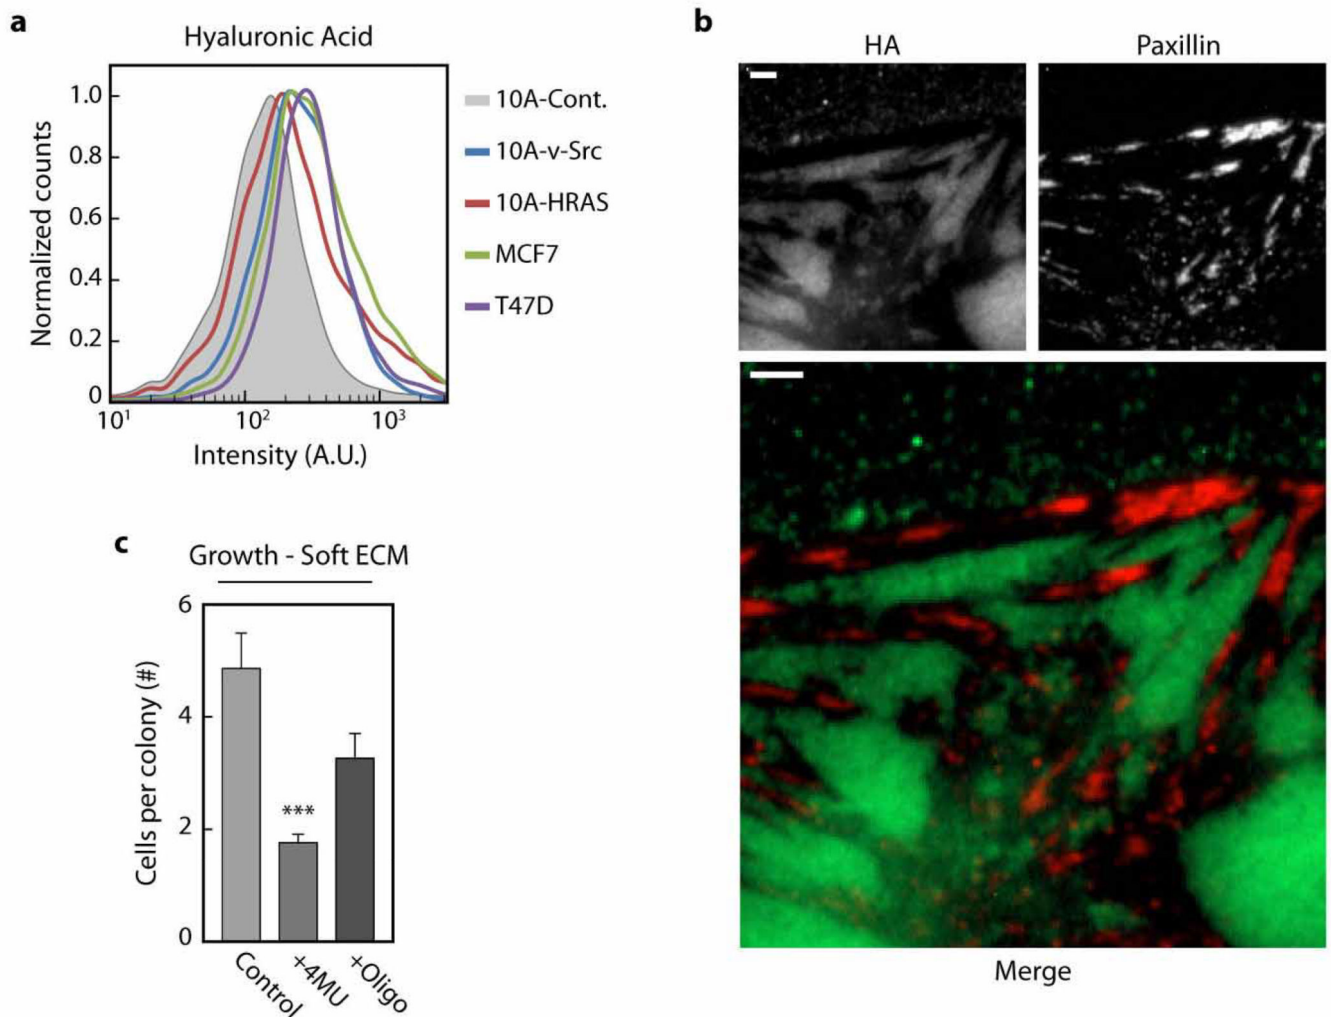 a
Hyaluronic Acid
Normalized counts
1.0
0.8
0.6
0.4
0.2
0
10¹
10²
10³
Intensity (A.U.)
10A-Cont.
10A-v-Src
10A-HRAS
MCF7
T47D
b
HA
Paxillin
Merge
c
Growth - Soft ECM
Cells per colony (#)
6
4
2
0
***
Control
+4MU
+Oligo